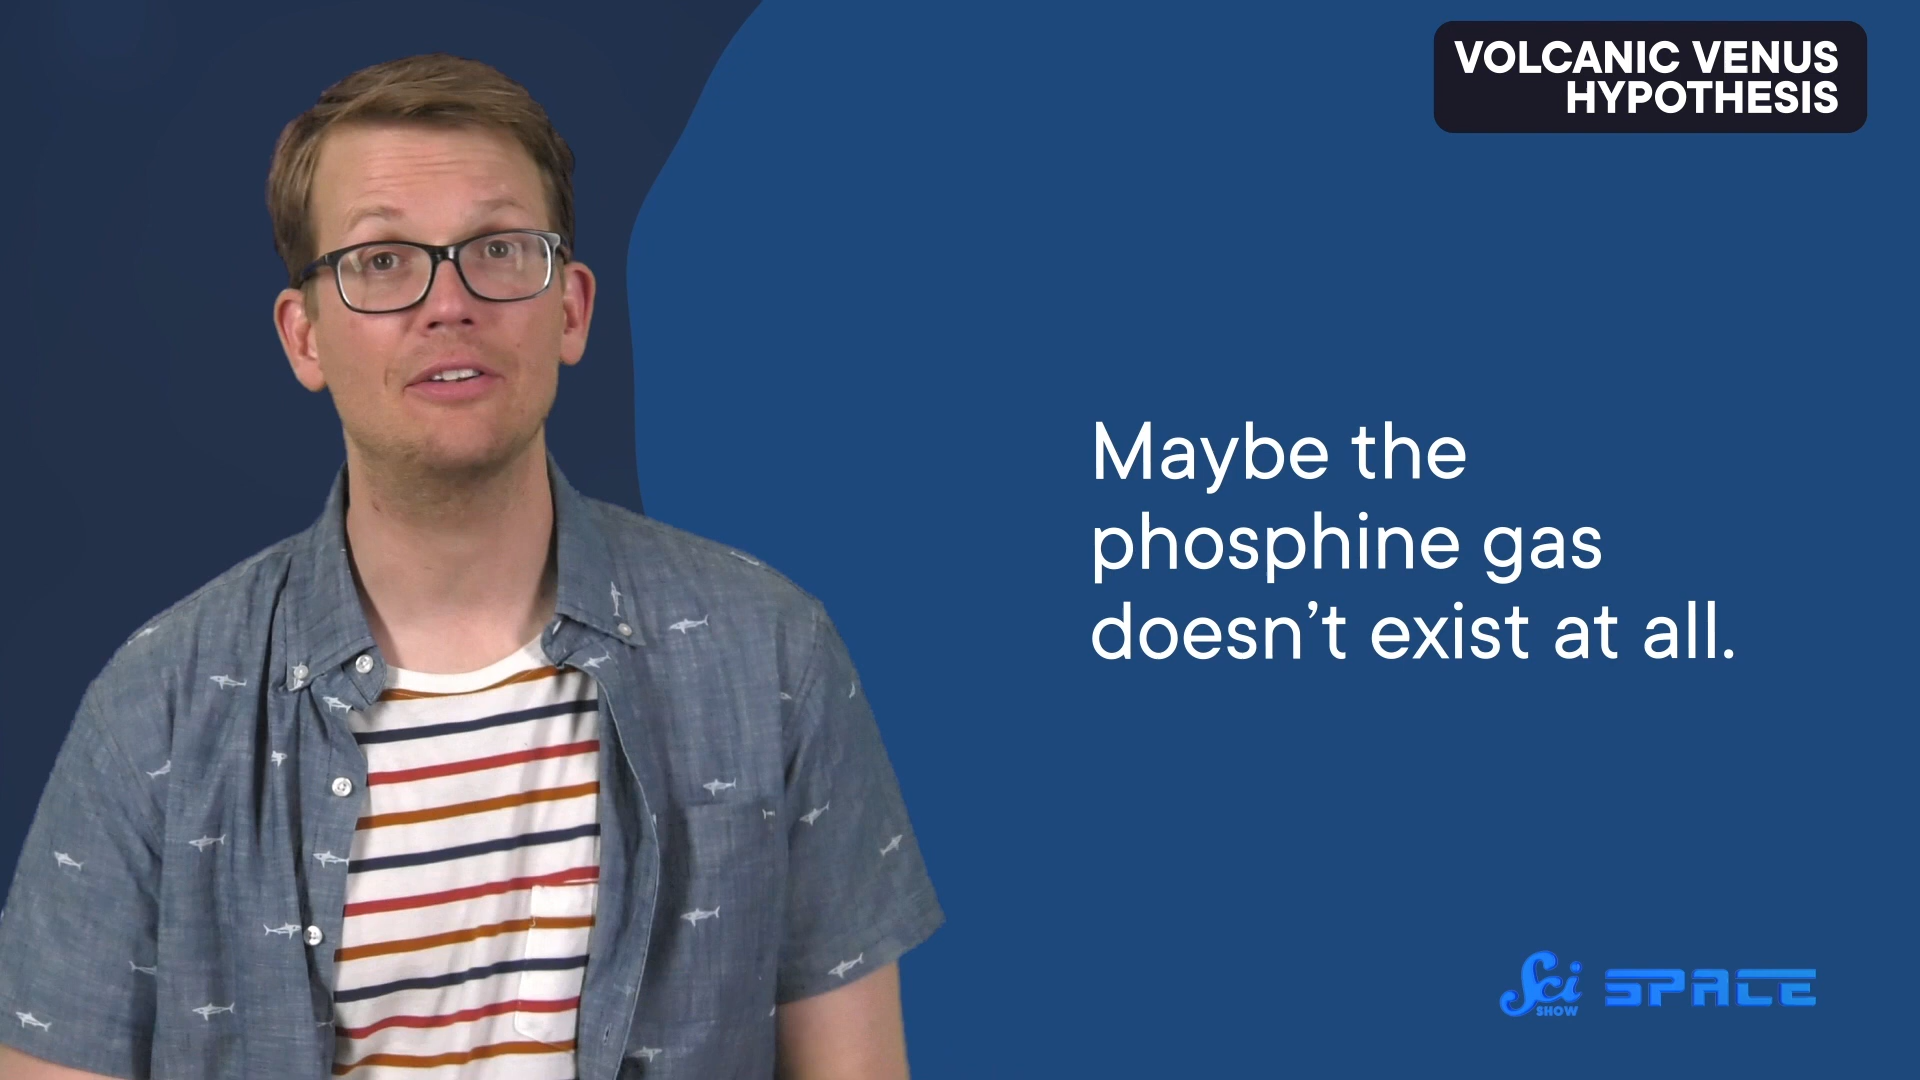 VOLCANIC VENUS
HYPOTHESIS
Maybe the
phosphine gas
doesn’t exist at all.
Sci SPACE
SHOW